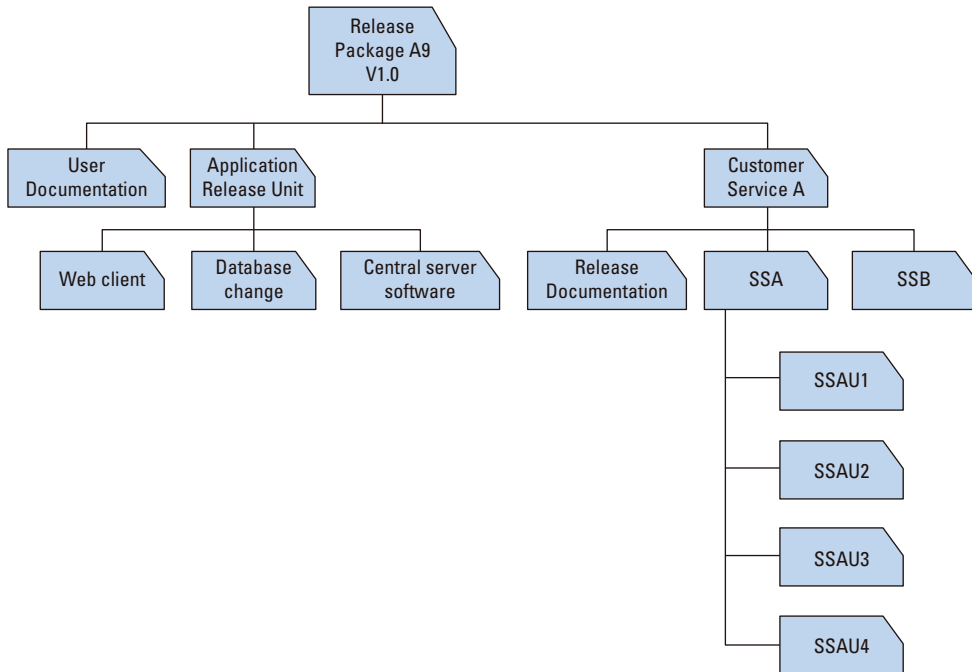 Release
Package A9
V1.0
User
Documentation
Application
Release Unit
Customer
Service A
Web client
Database
change
Central server
software
Release
Documentation
SSA
SSB
SSAU1
SSAU2
SSAU3
SSAU4